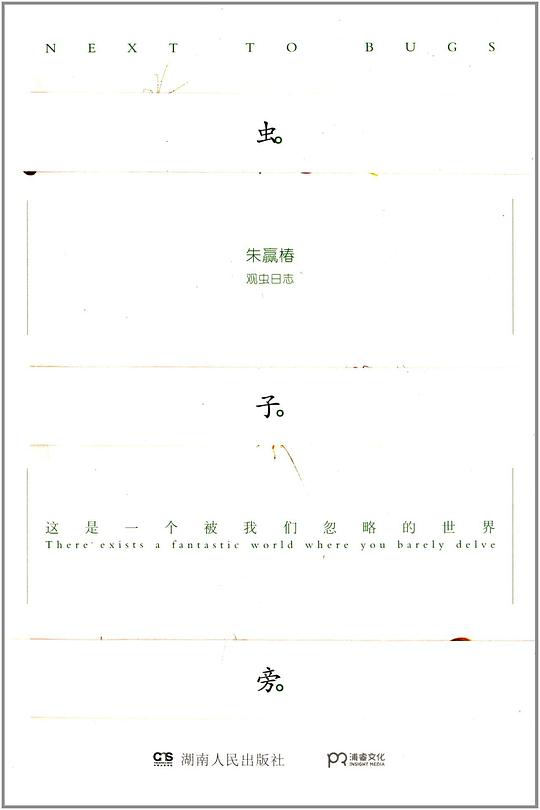 NEXT TO BUGS
虫。
朱赢椿
观虫日志
子。
这是一个被我们忽略的世界
There exists a fantastic world where you barely delve
旁。
CS 湖南人民出版社
PR 浦睿文化
INSIGHT MEDIA